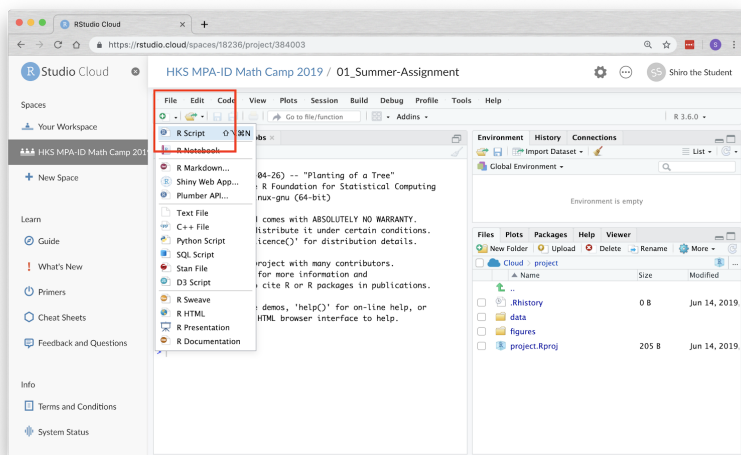 RStudio Cloud
https://rstudio.cloud/spaces/18236/project/384003
S
R Studio Cloud
HKS MPA-ID Math Camp 2019 / 01_Summer-Assignment
SS
Shiro the Student
Spaces
Your Workspace
HKS MPA-ID Math Camp 201
New Space
Learn
Guide
What's New
Primers
Cheat Sheets
Feedback and Questions
Info
Terms and Conditions
System Status
File Edit Code View Plots Session Build Debug Profile Tools Help
Go to file/function
Addins
R 3.6.0
R Script ⇧⌥⌘N
R Notebook
R Markdown...
Shiny Web App...
Plumber API...
Text File
C++ File
Python Script
SQL Script
Stan File
D3 Script
R Sweave
R HTML
R Presentation
R Documentation
obs
04-26) -- "Planting of a Tree"
e R Foundation for Statistical Computing
nux-gnu (64-bit)
d comes with ABSOLUTELY NO WARRANTY.
distribute it under certain conditions.
licence()' for distribution details.
roject with many contributors.
for more information and
o cite R or R packages in publications.
e demos, 'help()' for on-line help, or
HTML browser interface to help.
>
Environment History Connections
Import Dataset
List
Global Environment
Environment is empty
Files Plots Packages Help Viewer
New Folder Upload Delete Rename More
Cloud > project
Name Size Modified
..
.Rhistory 0 B Jun 14, 2019,
data
figures
project.Rproj 205 B Jun 14, 2019,